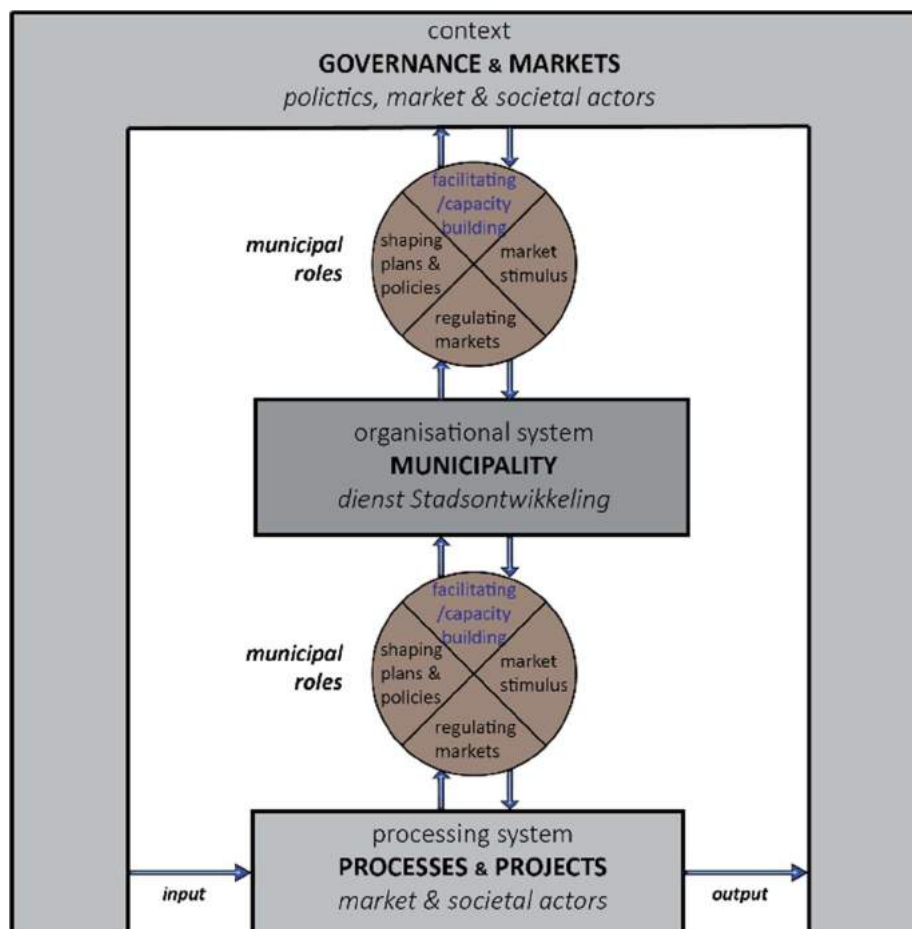 context
GOVERNANCE & MARKETS
polictics, market & societal actors
facilitating
/capacity
building
municipal
roles
shaping
plans &
policies
market
stimulus
regulating
markets
organisational system
MUNICIPALITY
dienst Stadsontwikkeling
facilitating
/capacity
building
municipal
roles
shaping
plans &
policies
market
stimulus
regulating
markets
processing system
PROCESSES & PROJECTS
market & societal actors
input
output